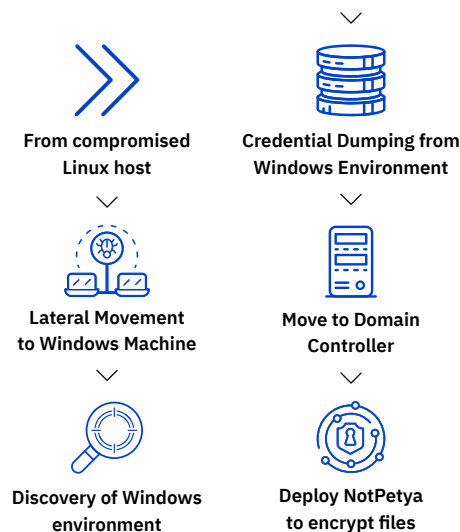 From compromised
Linux host
Lateral Movement
to Windows Machine
Discovery of Windows
environment
Credential Dumping from
Windows Environment
Move to Domain
Controller
Deploy NotPetya
to encrypt files